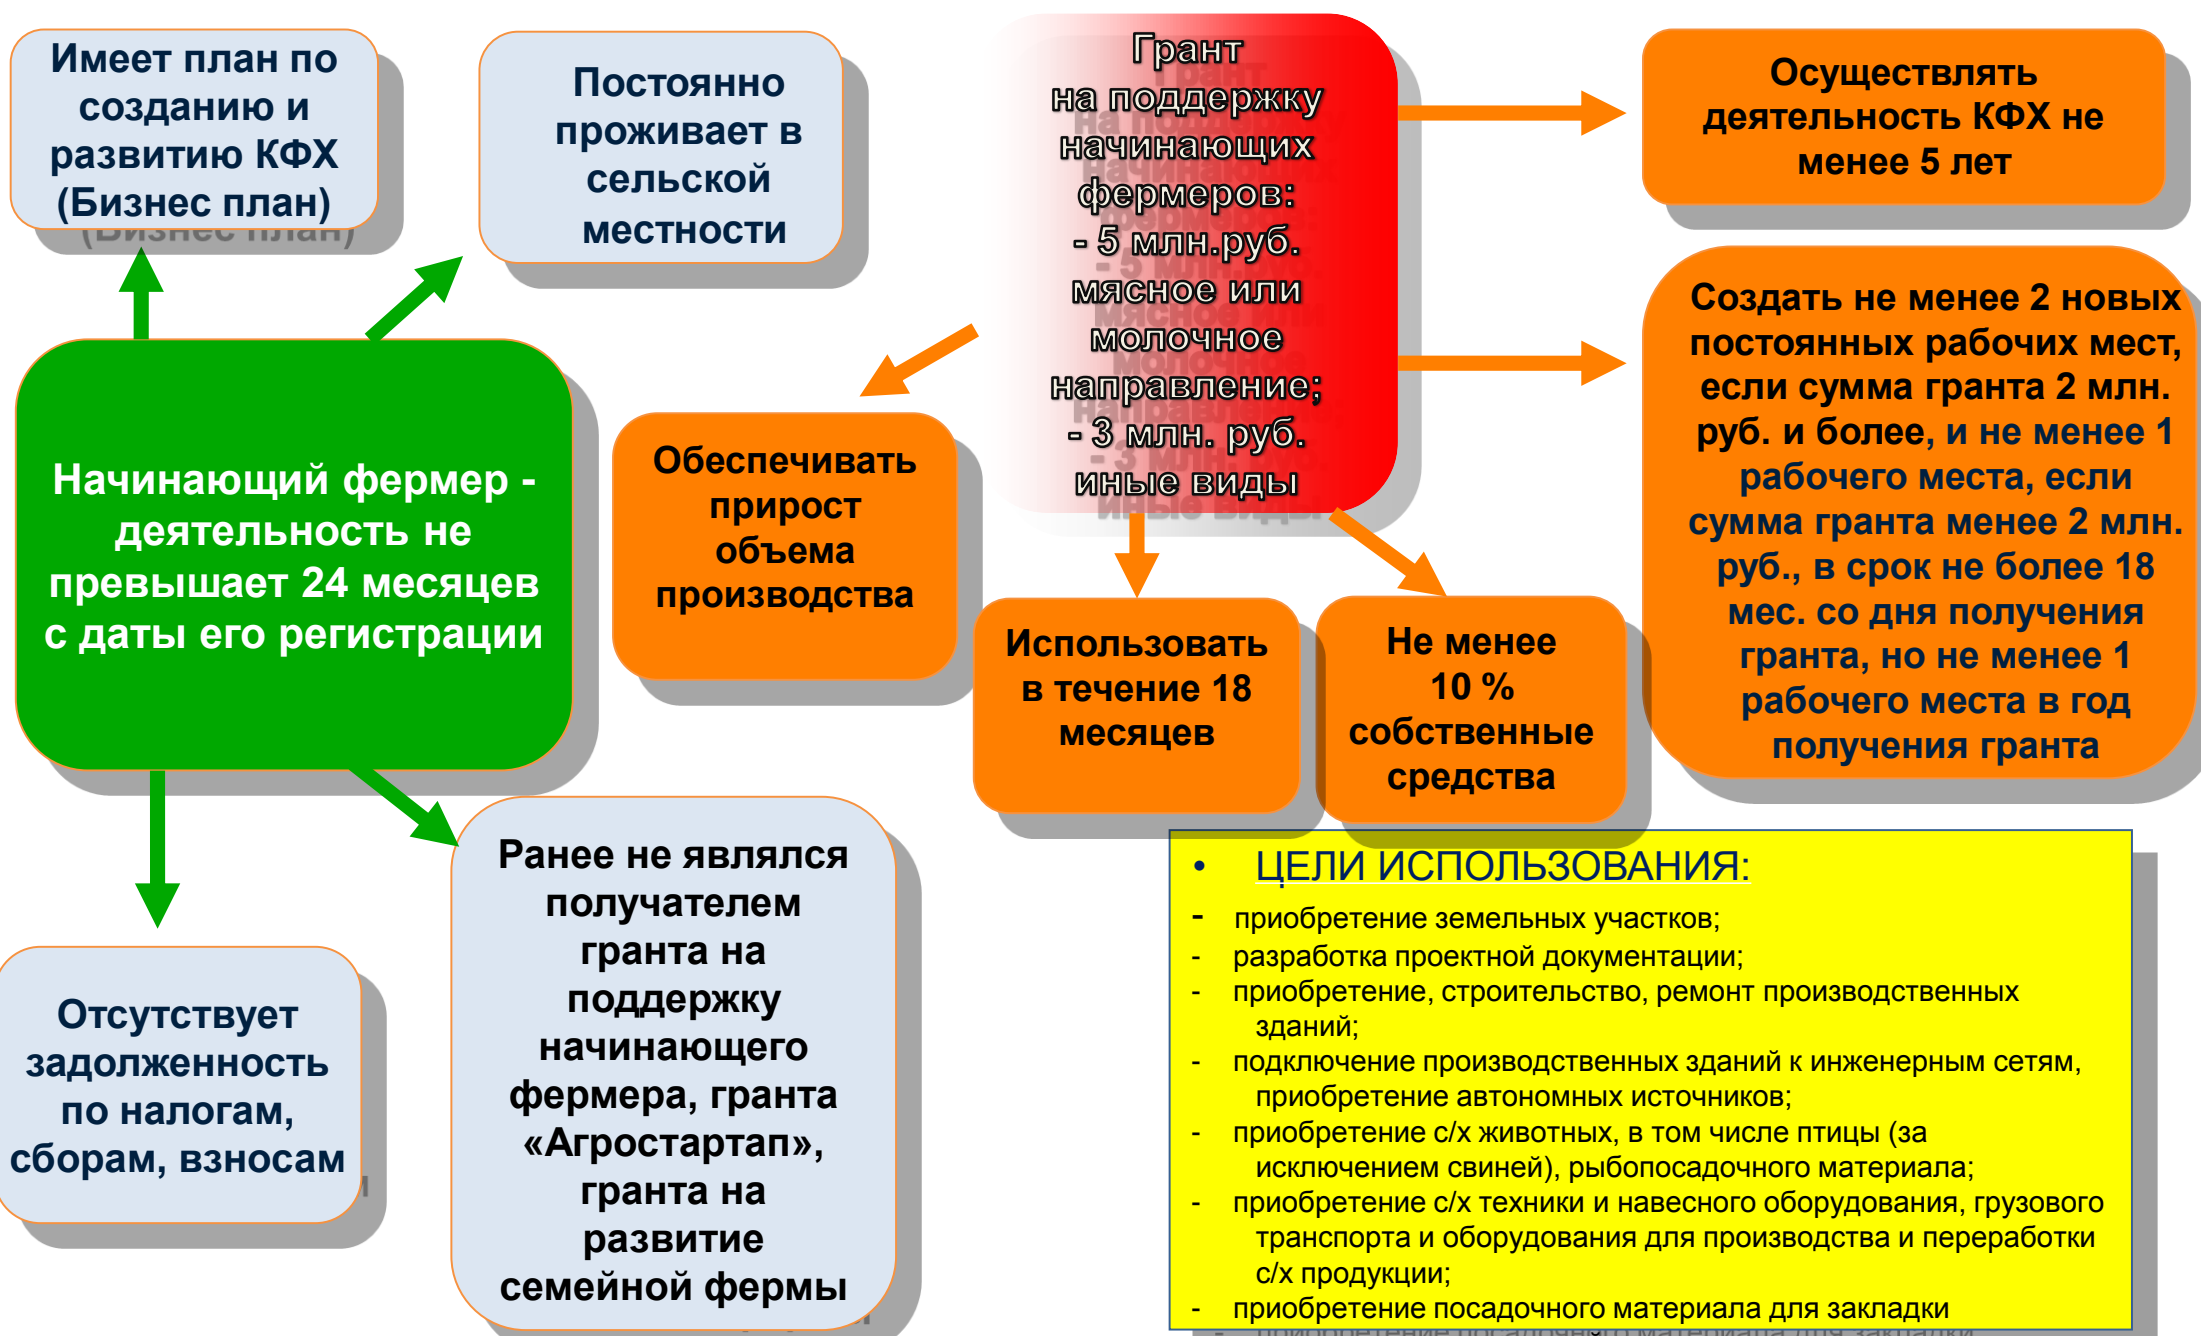 Имеет план по
созданию и
развитию КФХ
(Бизнес план)
Постоянно
проживает в
сельской
местности
Грант
на поддержку
начинающих
фермеров:
- 5 млн.руб.
мясное или
молочное
направление;
- 3 млн. руб.
иные виды
Осуществлять
деятельность КФХ не
менее 5 лет
Создать не менее 2 новых
постоянных рабочих мест,
если сумма гранта 2 млн.
руб. и более, и не менее 1
рабочего места, если
сумма гранта менее 2 млн.
руб., в срок не более 18
мес. со дня получения
гранта, но не менее 1
рабочего места в год
получения гранта
Начинающий фермер -
деятельность не
превышает 24 месяцев
с даты его регистрации
Обеспечивать
прирост
объема
производства
Использовать
в течение 18
месяцев
Не менее
10 %
собственные
средства
Отсутствует
задолженность
по налогам,
сборам, взносам
Ранее не являлся
получателем
гранта на
поддержку
начинающего
фермера, гранта
«Агростартап»,
гранта на
развитие
семейной фермы
• ЦЕЛИ ИСПОЛЬЗОВАНИЯ:
- приобретение земельных участков;
- разработка проектной документации;
- приобретение, строительство, ремонт производственных
зданий;
- подключение производственных зданий к инженерным сетям,
приобретение автономных источников;
- приобретение с/х животных, в том числе птицы (за
исключением свиней), рыбопосадочного материала;
- приобретение с/х техники и навесного оборудования, грузового
транспорта и оборудования для производства и переработки
с/х продукции;
- приобретение посадочного материала для закладки